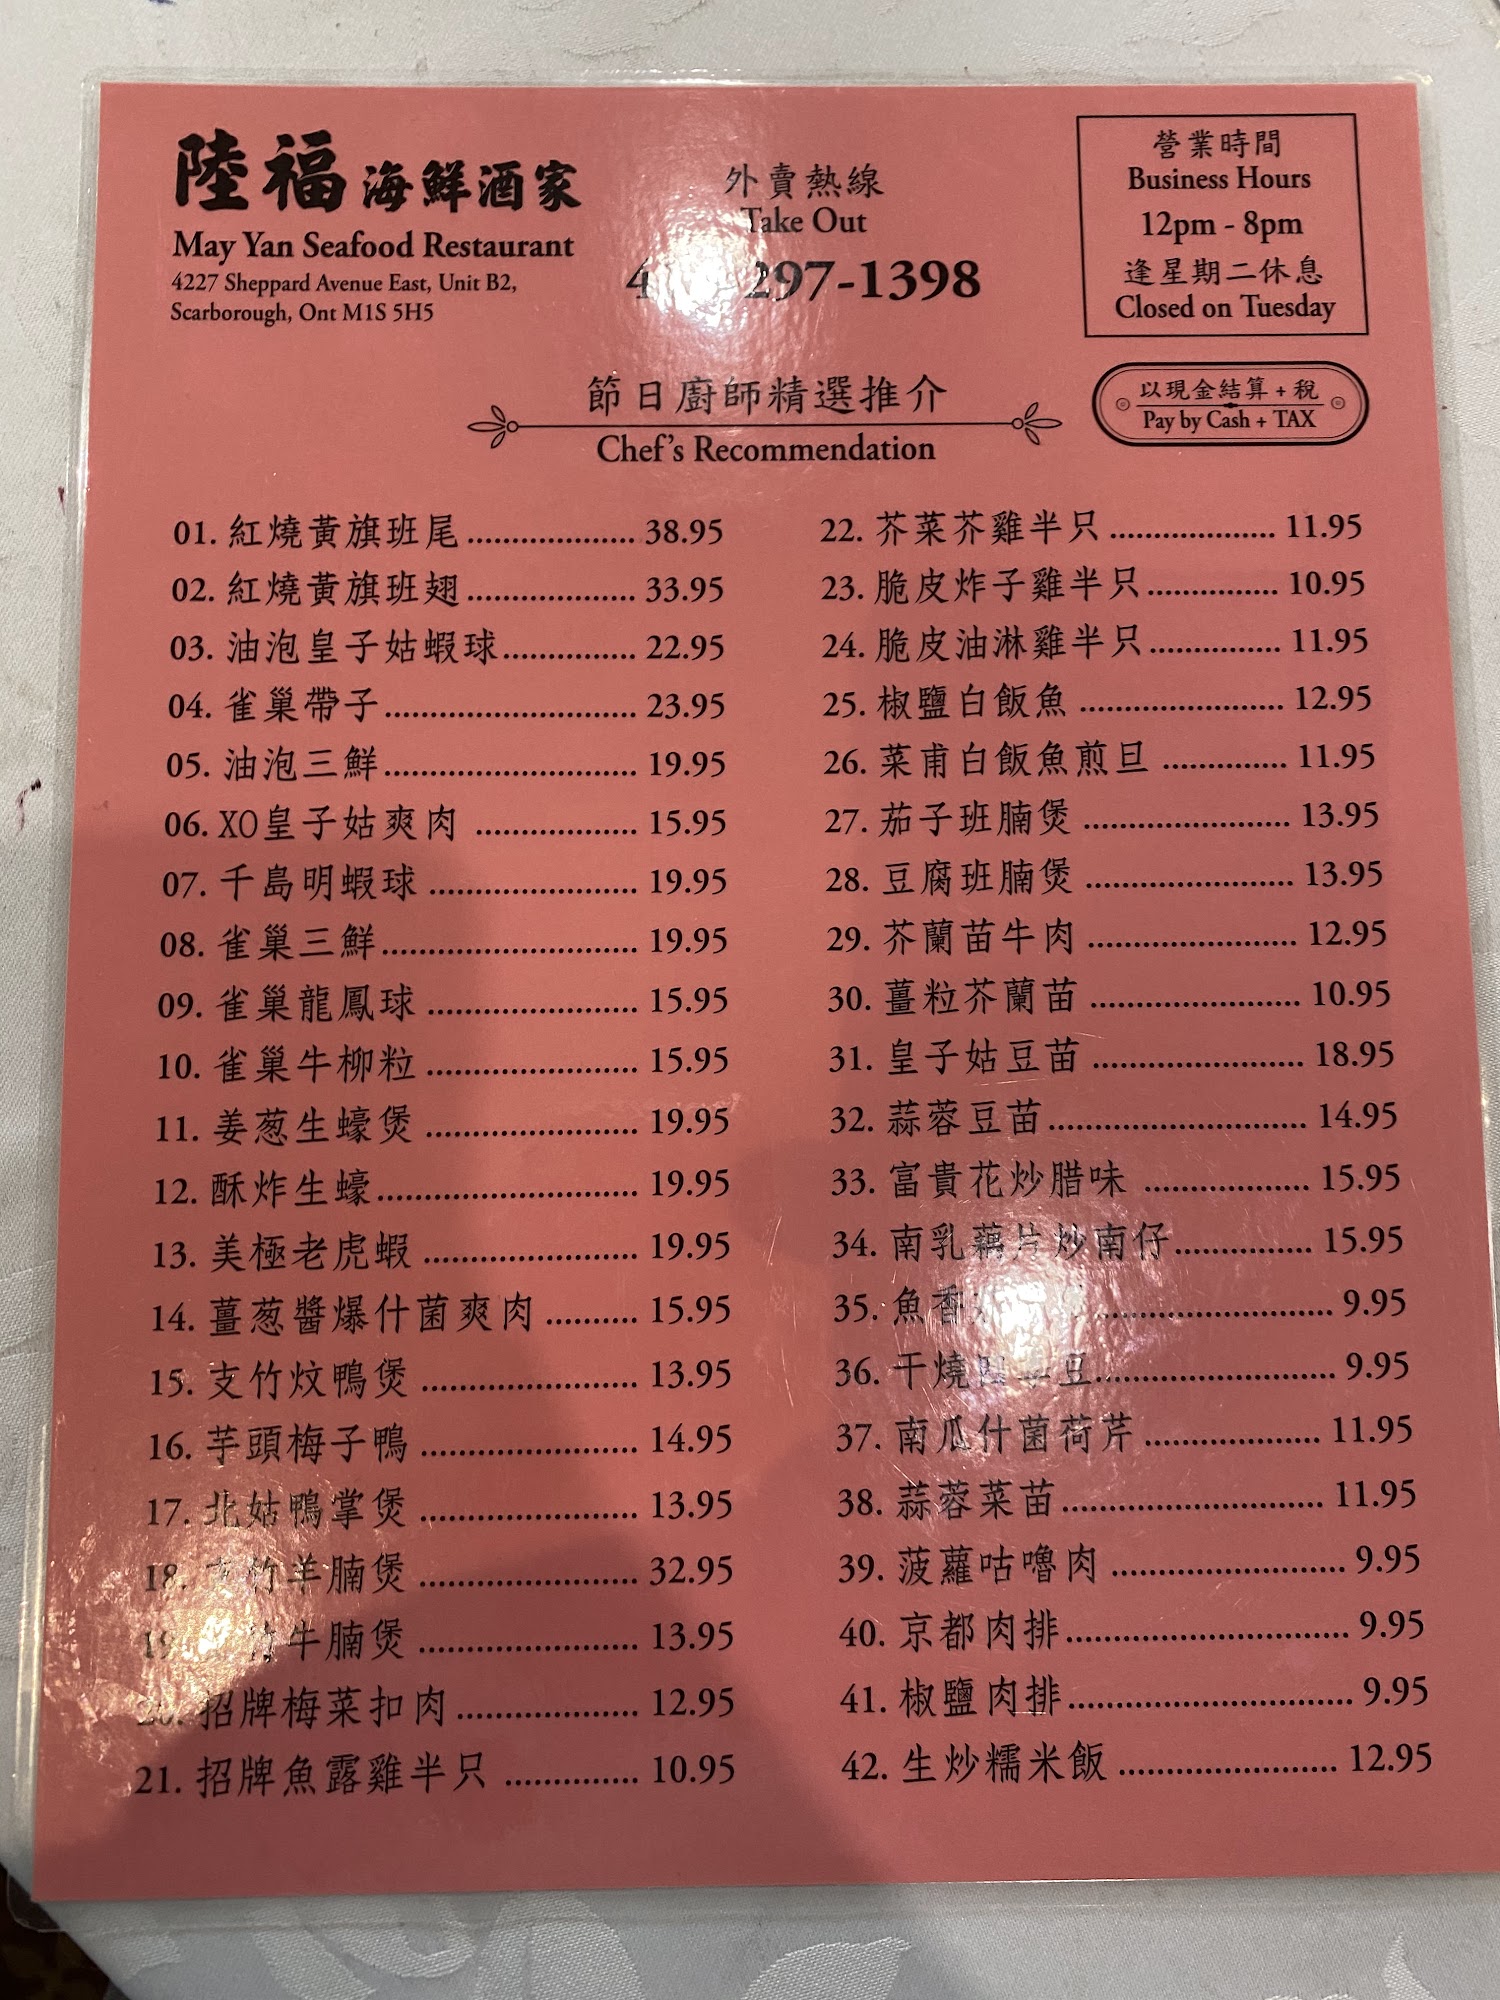 陸福海鮮酒家
May Yan Seafood Restaurant
4227 Sheppard Avenue East, Unit B2,
Scarborough, Ont M1S 5H5
外賣熱線
Take Out
297-1398
營業時間
Business Hours
12pm - 8pm
逢星期二休息
Closed on Tuesday
以現金結算 + 稅
Pay by Cash + TAX
節日廚師精選推介
Chef's Recommendation
01. 紅燒黃旗班尾 38.95
02. 紅燒黃旗班翅 33.95
03. 油泡皇子姑蝦球 22.95
04. 雀巢帶子 23.95
05. 油泡三鮮 19.95
06. XO皇子姑爽肉 15.95
07. 千島明蝦球 19.95
08. 雀巢三鮮 19.95
09. 雀巢龍鳳球 15.95
10. 雀巢牛柳粒 15.95
11. 姜葱生蠔煲 19.95
12. 酥炸生蠔 19.95
13. 美極老虎蝦 19.95
14. 薑葱醬爆什菌爽肉 15.95
15. 支竹炆鴨煲 13.95
16. 芋頭梅子鴨 14.95
17. 北姑鴨掌煲 13.95
18. 竹羊腩煲 32.95
19. 竹牛腩煲 13.95
20. 招牌梅菜扣肉 12.95
21. 招牌魚露雞半只 10.95
22. 芥菜芥雞半只 11.95
23. 脆皮炸子雞半只 10.95
24. 脆皮油淋雞半只 11.95
25. 椒鹽白飯魚 12.95
26. 菜甫白飯魚煎旦 11.95
27. 茄子班腩煲 13.95
28. 豆腐班腩煲 13.95
29. 芥蘭苗牛肉 12.95
30. 薑粒芥蘭苗 10.95
31. 皇子姑豆苗 18.95
32. 蒜蓉豆苗 14.95
33. 富貴花炒腊味 15.95
34. 南乳藕片炒南仔 15.95
35. 魚香 9.95
36. 干燒四季豆 9.95
37. 南瓜什菌荷芹 11.95
38. 蒜蓉菜苗 11.95
39. 菠蘿咕嚕肉 9.95
40. 京都肉排 9.95
41. 椒鹽肉排 9.95
42. 生炒糯米飯 12.95